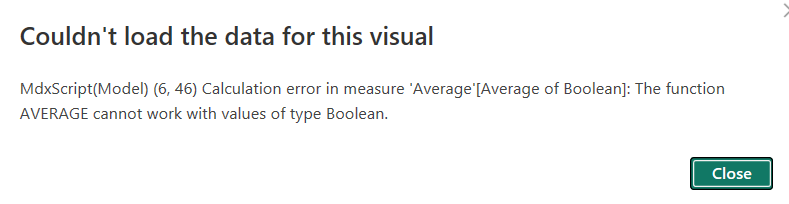 Couldn't load the data for this visual
MdxScript(Model) (6, 46) Calculation error in measure 'Average'[Average of Boolean]: The function
AVERAGE cannot work with values of type Boolean.
Close